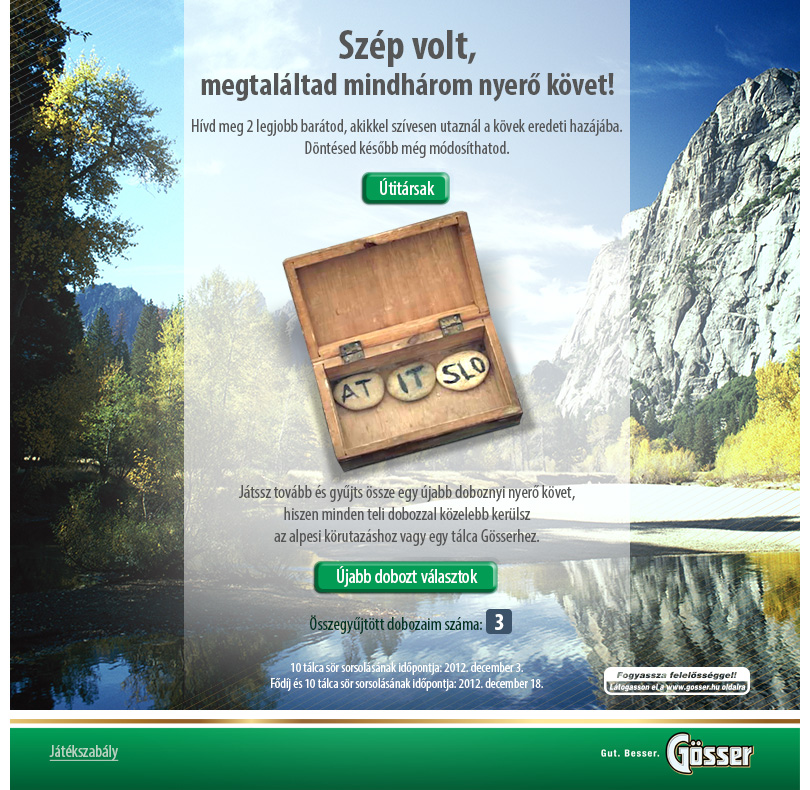 Szép volt,
megtaláltad mindhárom nyerő követ!
Hívd meg 2 legjobb barátod, akikkel szívesen utaznál a kövek eredeti hazájába.
Döntésed később még módosíthatod.
Útitársak
AT IT SLO
Játssz tovább és gyűjts össze egy újabb doboznyi nyerő követ,
hiszen minden teli dobozzal közelebb kerülsz
az alpesi körutazáshoz vagy egy tálca Gösserhez.
Újabb dobozt választok
Összegyűjtött dobozaim száma: 3
10 tálca sör sorsolásának időpontja: 2012. december 3.
Fődíj és 10 tálca sör sorsolásának időpontja: 2012. december 18.
Fogyassza felelősséggel!
Látogasson el a www.gosser.hu oldalra
Játékszabály
Gut. Besser. Gösser